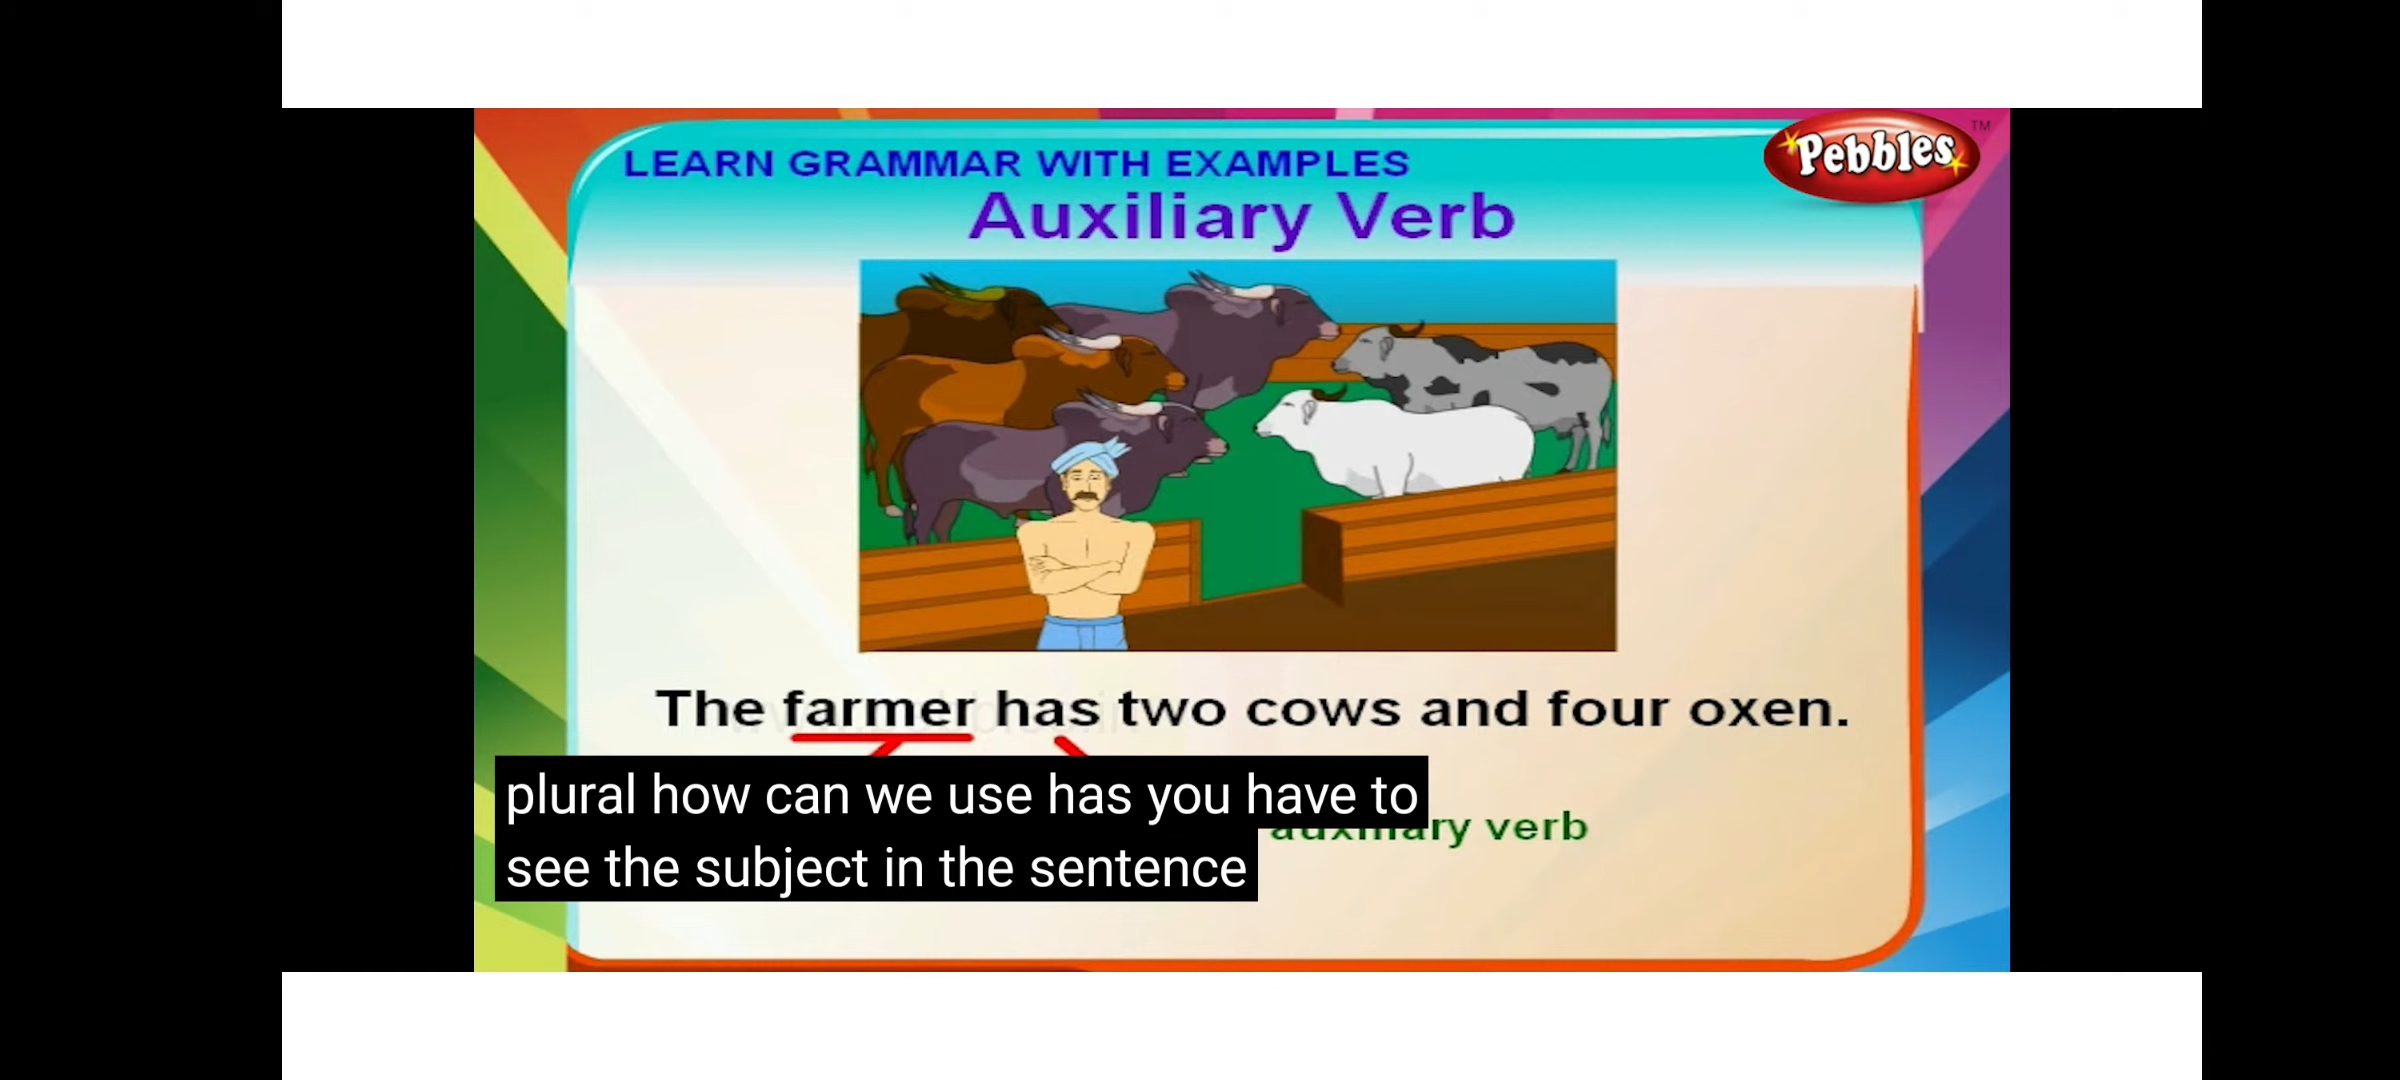 LEARN GRAMMAR WITH EXAMPLES
Pebbles TM
Auxiliary Verb
The farmer has two cows and four oxen.
plural how can we use has you have to
see the subject in the sentence
auxiliary verb